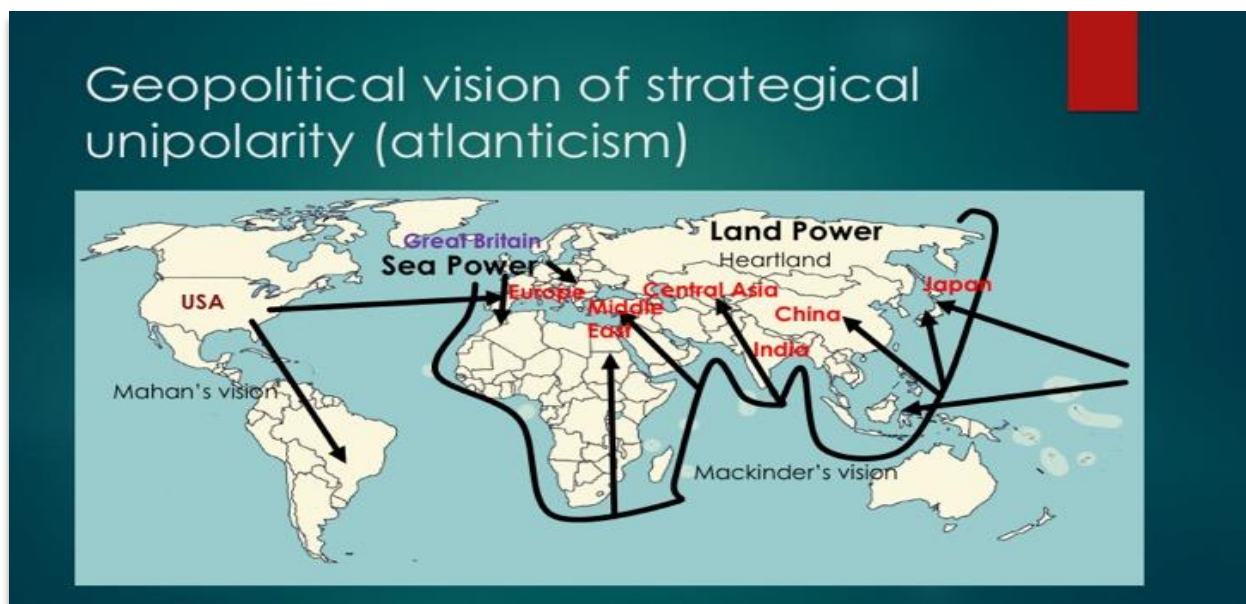 Geopolitical vision of strategical
unipolarity (atlanticism)
Great Britain
Land Power
Sea Power
Heartland
USA
Europe
Central Asia
Japan
Middle
East
China
India
Mahan's vision
Mackinder's vision